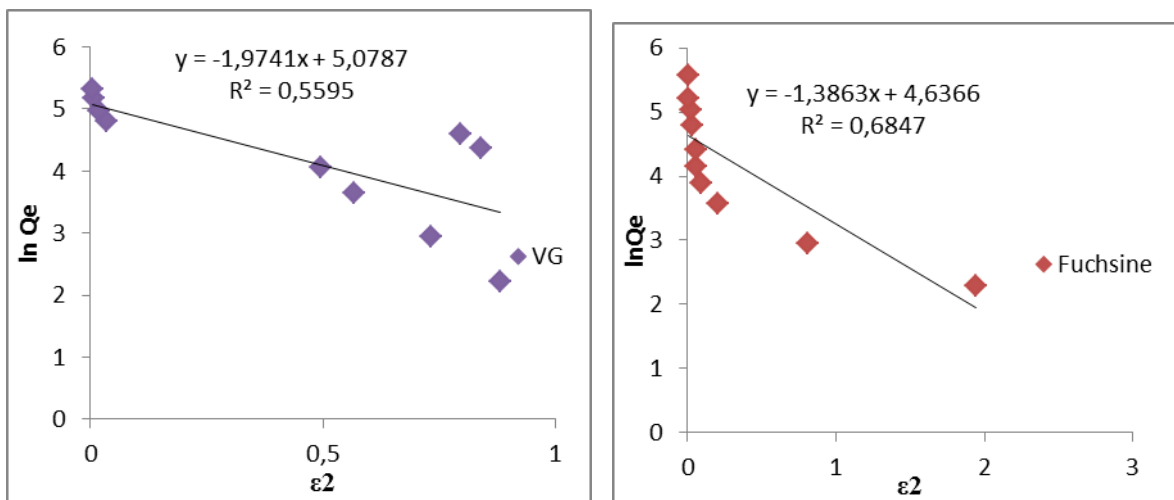 6
5
4
3
2
1
0
y = -1,9741x + 5,0787
R² = 0,5595
ln Qe
VG
0
0,5
1
ε2
6
5
4
3
2
1
0
y = -1,3863x + 4,6366
R² = 0,6847
lnQe
Fuchsine
0
1
2
3
ε2